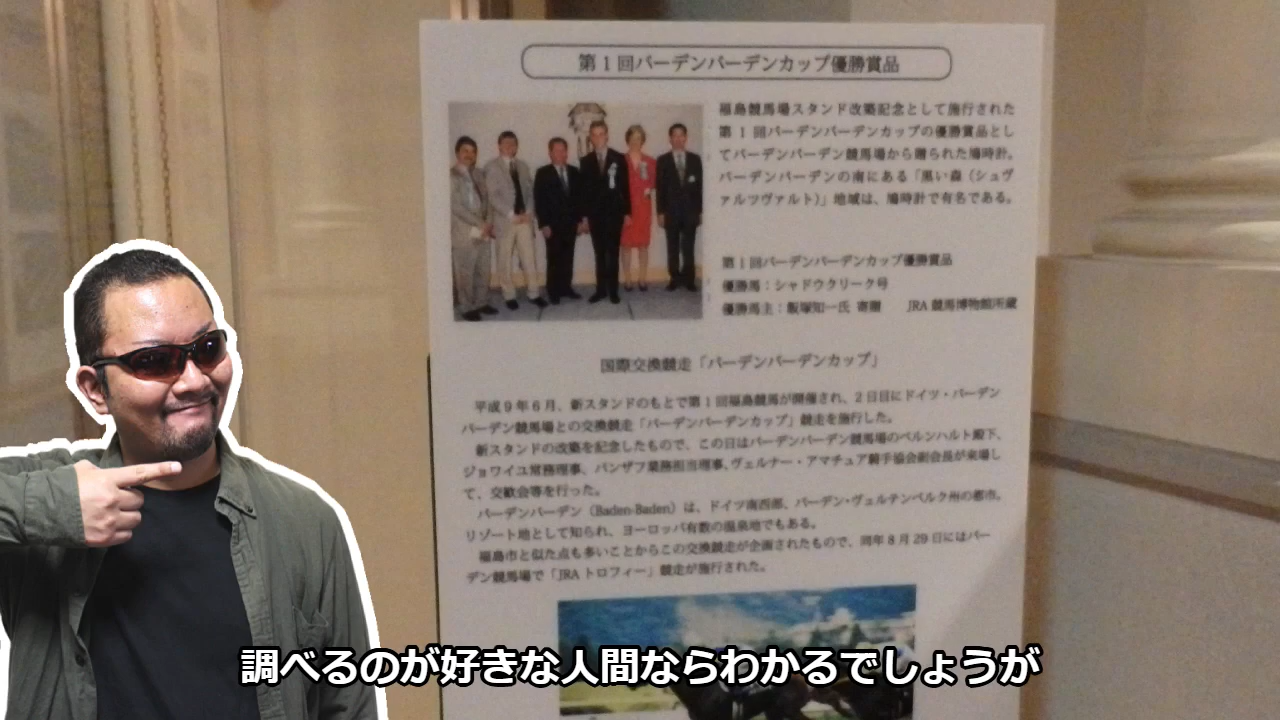 第1回バーデンバーデンカップ優勝賞品
福島競馬場スタンド改築記念として施行された
第1回バーデンバーデンカップの優勝賞品とし
てバーデンバーデン競馬場から贈られた鳩時計。
バーデンバーデンの南にある「黒い森（シュヴ
ァルツヴァルト）」地域は、鳩時計で有名である。
第1回バーデンバーデンカップ優勝賞品
優勝馬：シャドウクリーク号
優勝馬主：飯塚知一氏 寄贈　JRA競馬博物館所蔵
国際交換競走「バーデンバーデンカップ」
平成9年6月、新スタンドのもとで第1回福島競馬が開催され、2日目にドイツ・バーデン
バーデン競馬場との交換競走「バーデンバーデンカップ」競走を施行した。
新スタンドの改築を記念したもので、この日はバーデンバーデン競馬場のベルンハルト殿下、
ジョワイユ常務理事、バンザフ業務担当理事、ヴェルナー・アマチュア騎手協会副会長が来場し
て、交歓会等を行った。
バーデンバーデン（Baden-Baden）は、ドイツ南西部、バーデン・ヴェルテンベルク州の都市。
リゾート地として知られ、ヨーロッパ有数の温泉地でもある。
福島市と似た点も多いことからこの交換競走が企画されたもので、同年8月29日にはバー
デン競馬場で「JRAトロフィー」競走が施行された。
調べるのが好きな人間ならわかるでしょうが